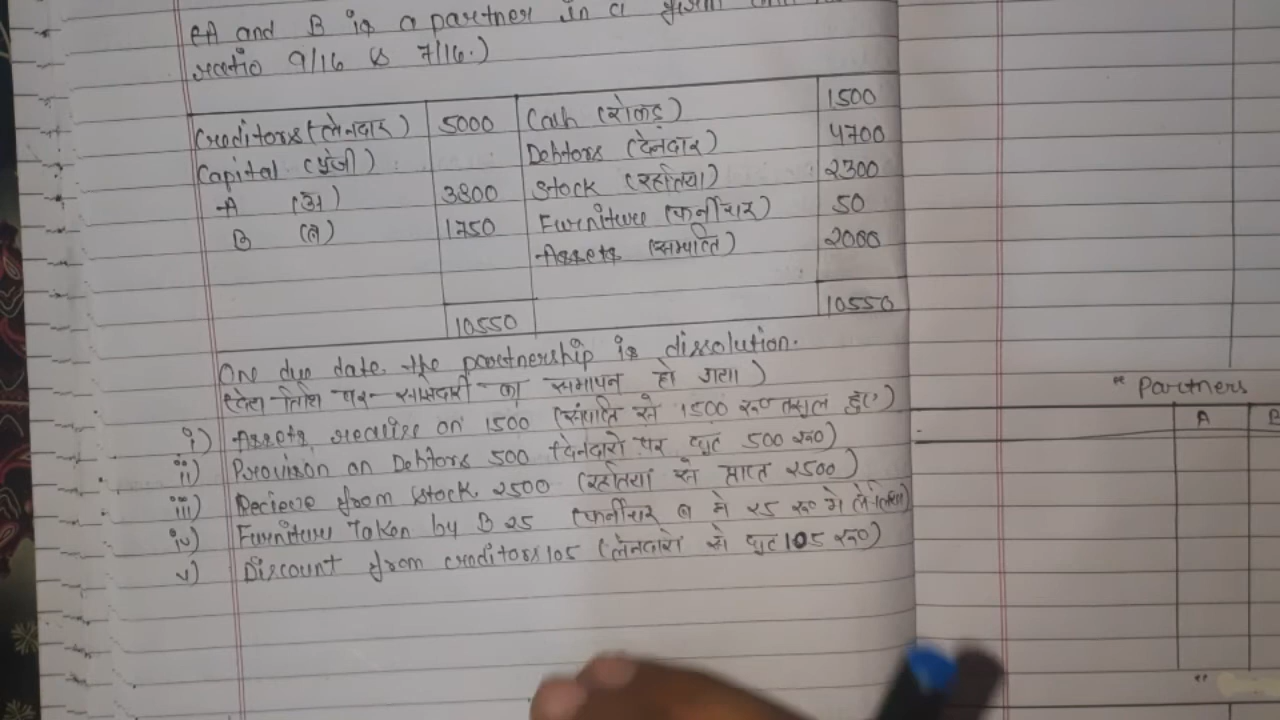 A and B is a partner in a
ratio 9/16 & 7/16.)
Creditors (लेनदार) 5000 Cash (रोकड़) 1500
Capital (पूंजी) Debtors (देनदार) 4700
A (अ) 3800 Stock (रहतिया) 2300
B (ब) 1750 Furniture (फर्नीचर) 50
Assets (सम्पत्ति) 2000
10550 10550
One due date the partnership is dissolution.
तिथि पर साझेदारी का समापन हो गया)
i) Assets realise on 1500 (संपत्ति से 1500 रू० वसूल हुए)
ii) Provison on Debtors 500 (देनदारो पर छूट 500 रू०)
iii) Recieve from stock 2500 (रहतिया से प्राप्त 2500)
iv) Furniture Taken by B 25 (फर्नीचर ब ने 25 रू० मे ले लिया)
v) Discount from creditors 105 (लेनदारो से छूट 105 रू०)
" Partners
A B
"